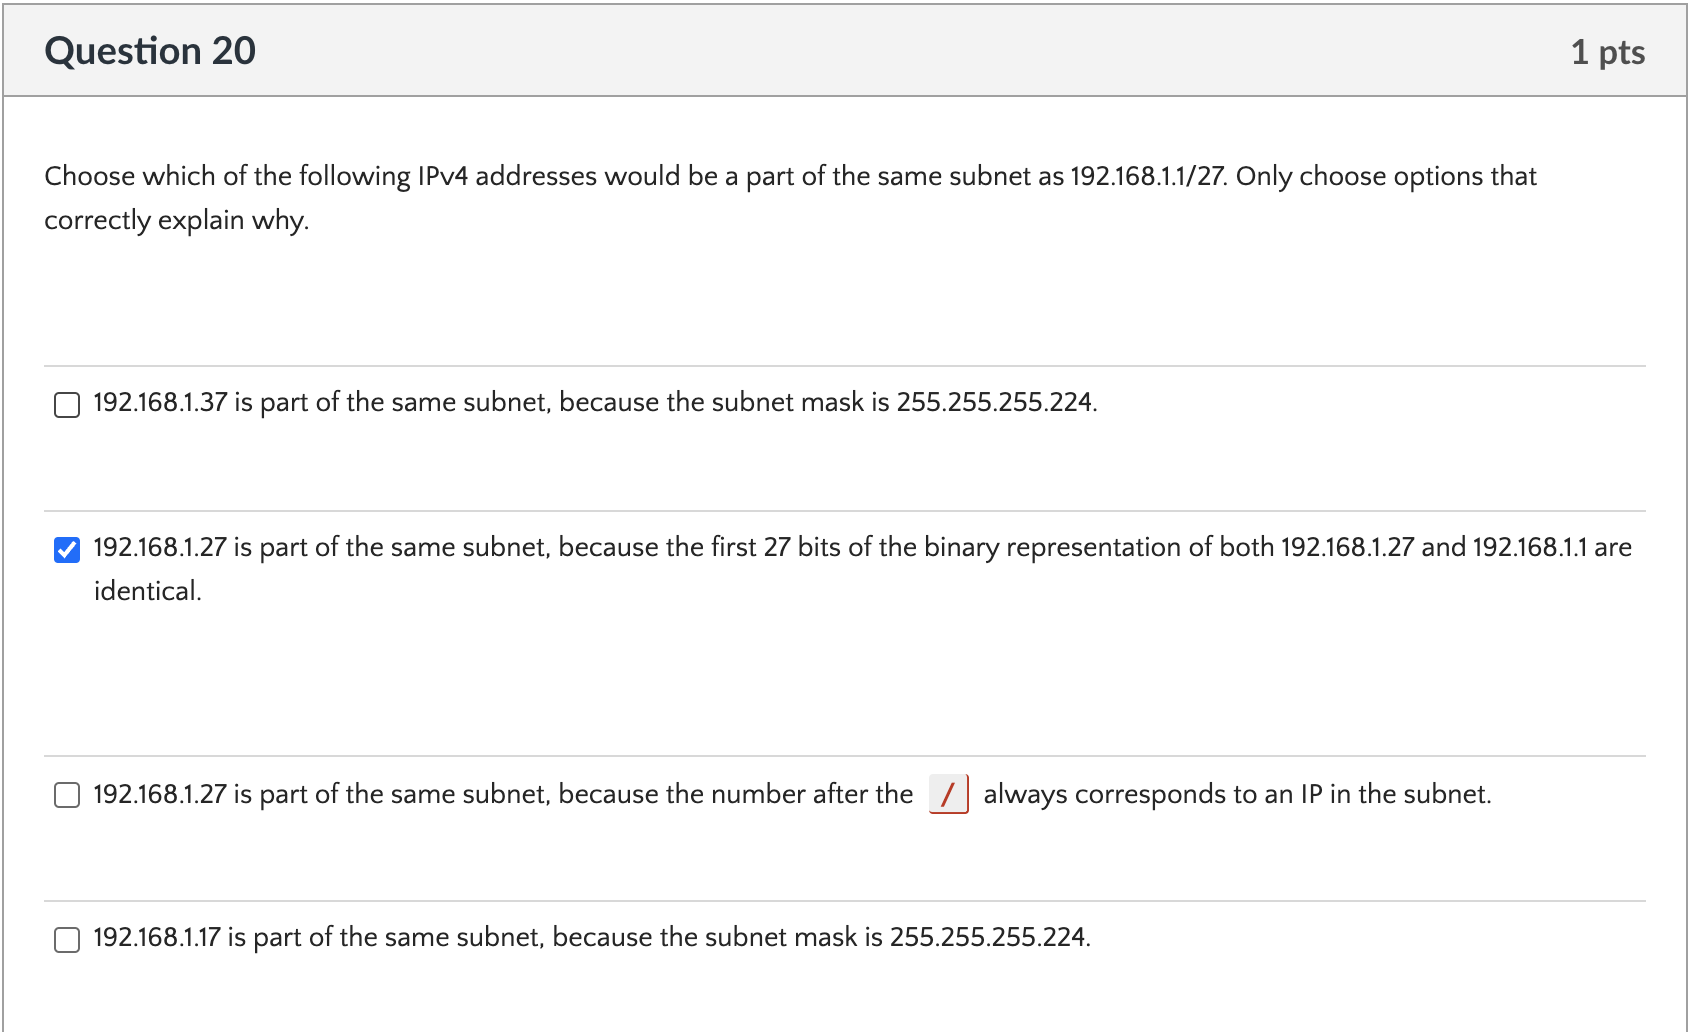 Question 20
1 pts
Choose which of the following IPv4 addresses would be a part of the same subnet as 192.168.1.1/27. Only choose options that
correctly explain why.
192.168.1.37 is part of the same subnet, because the subnet mask is 255.255.255.224.
192.168.1.27 is part of the same subnet, because the first 27 bits of the binary representation of both 192.168.1.27 and 192.168.1.1 are
identical.
192.168.1.27 is part of the same subnet, because the number after the / always corresponds to an IP in the subnet.
192.168.1.17 is part of the same subnet, because the subnet mask is 255.255.255.224.